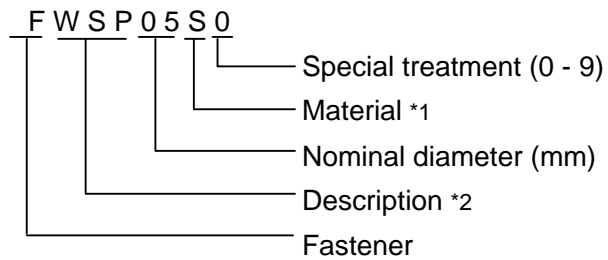 F W S P 0 5 S 0
Special treatment (0 - 9)
Material *1
Nominal diameter (mm)
Description *2
Fastener